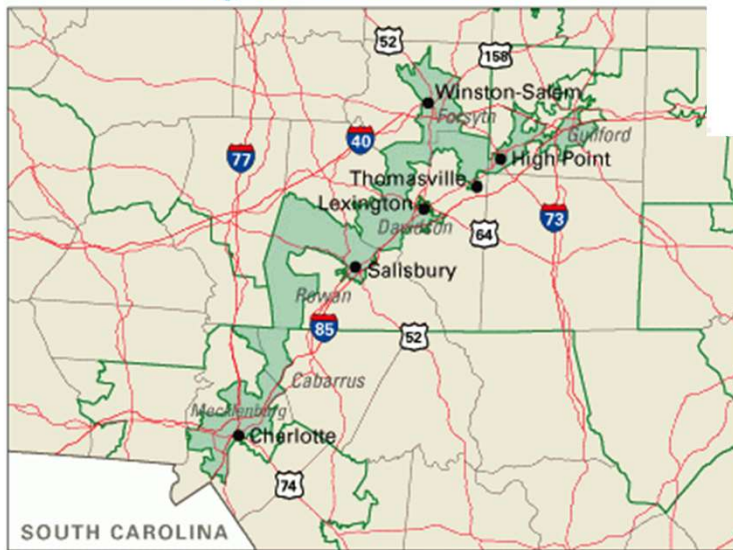 52
158
Winston-Salem
Forsyth
Guilford
40
77
High Point
Thomasville
Lexington
Davidson
64
73
Salisbury
Rowan
85
52
Cabarrus
Mecklenburg
Charlotte
74
SOUTH CAROLINA